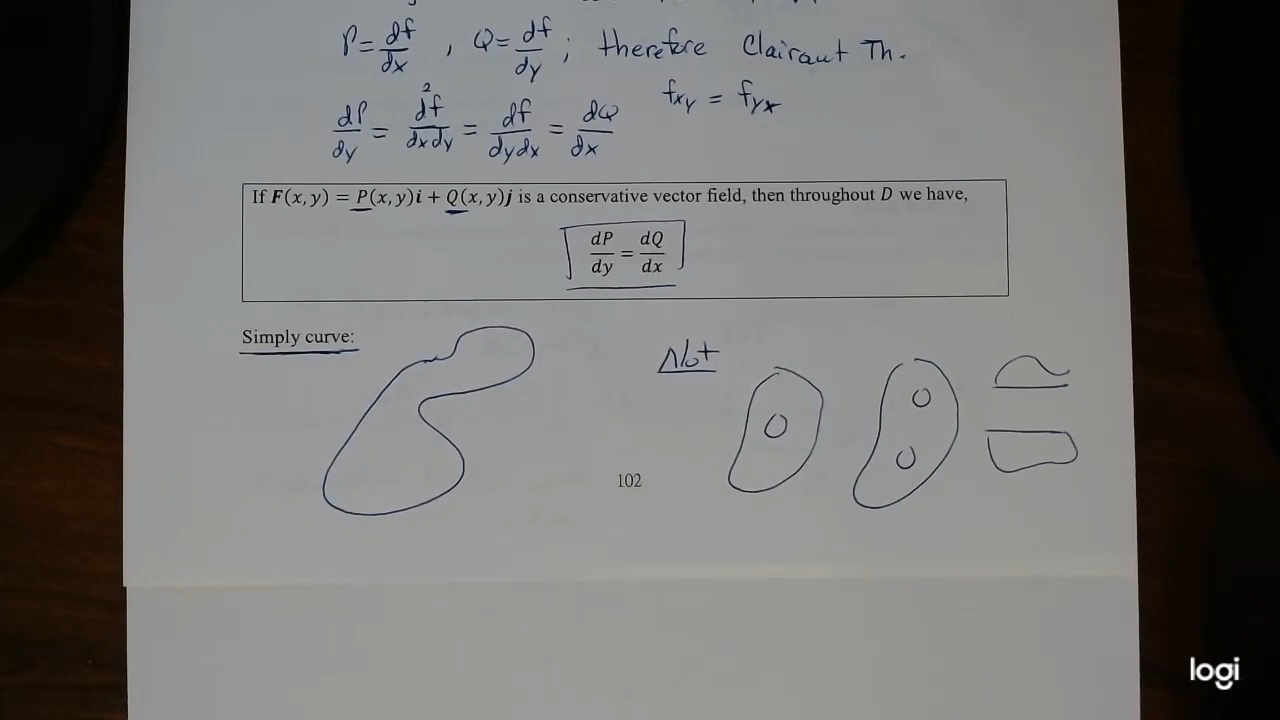 P = df/dx , Q = df/dy ; therefore Clairaut Th.
fxy = fyx
dP/dy = d²f/dxdy = df/dydx = dQ/dx
If F(x, y) = P(x, y)i + Q(x, y)j is a conservative vector field, then throughout D we have,
dP/dy = dQ/dx
Simply curve:
Not
102
logi